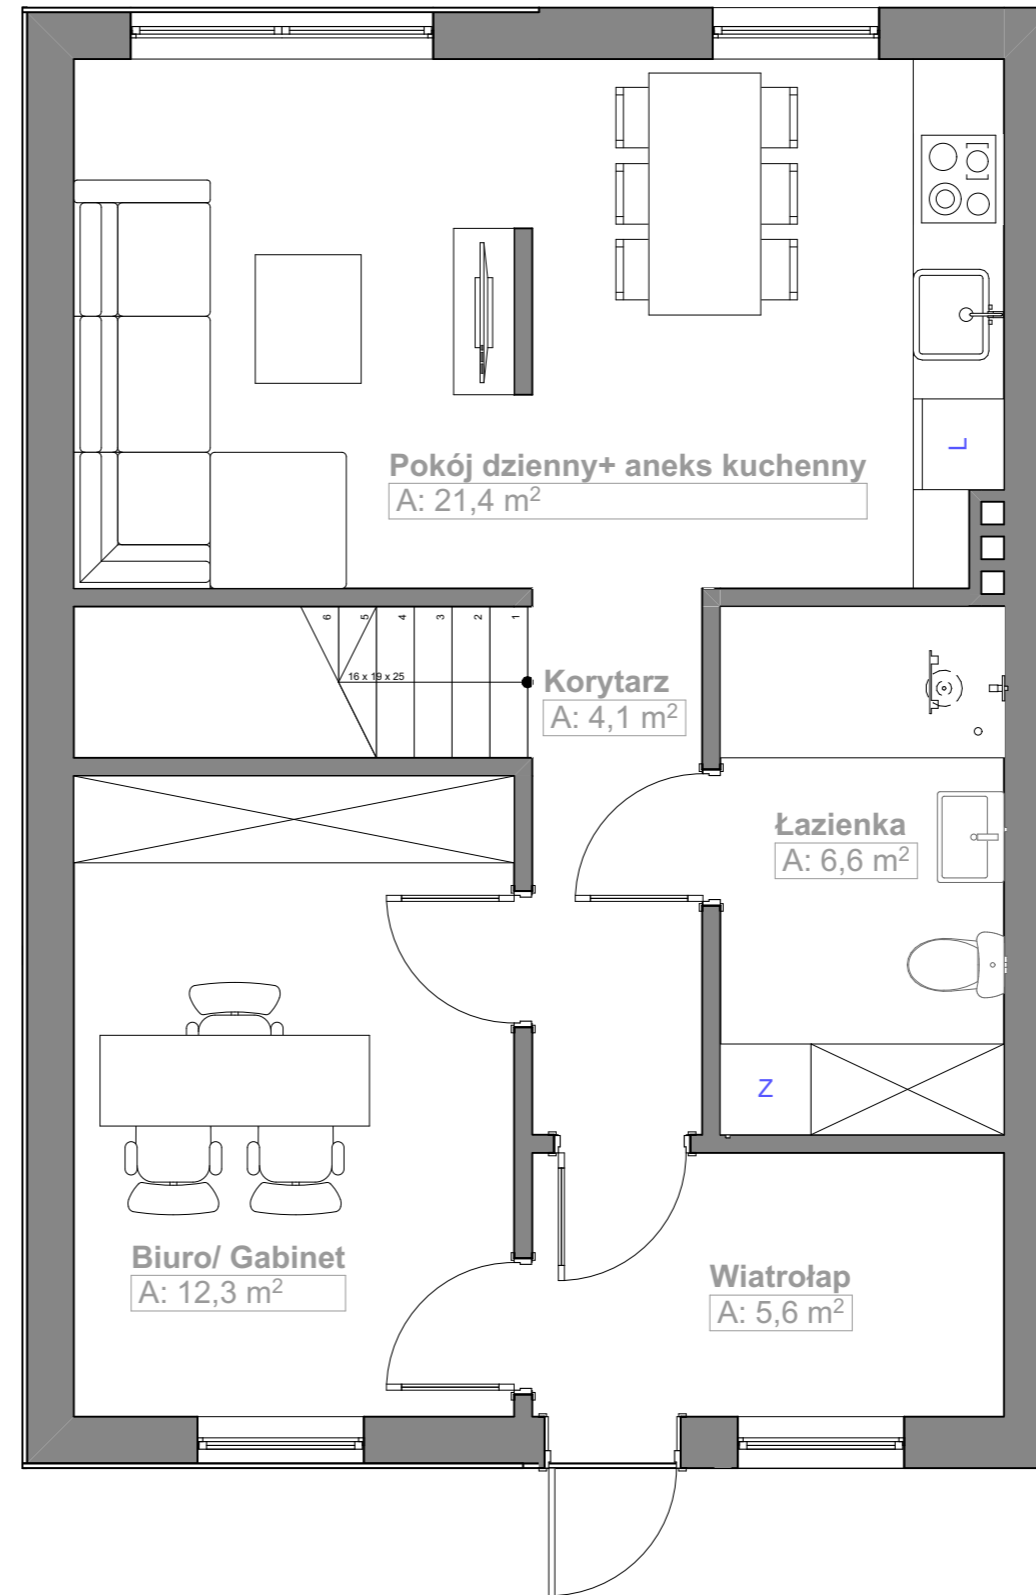 L
Pokój dzienny+ aneks kuchenny
A: 21,4 m²
6 5 4 3 2 1
16 x 19 x 25
Korytarz
A: 4,1 m²
Łazienka
A: 6,6 m²
Z
Biuro/ Gabinet
A: 12,3 m²
Wiatrołap
A: 5,6 m²